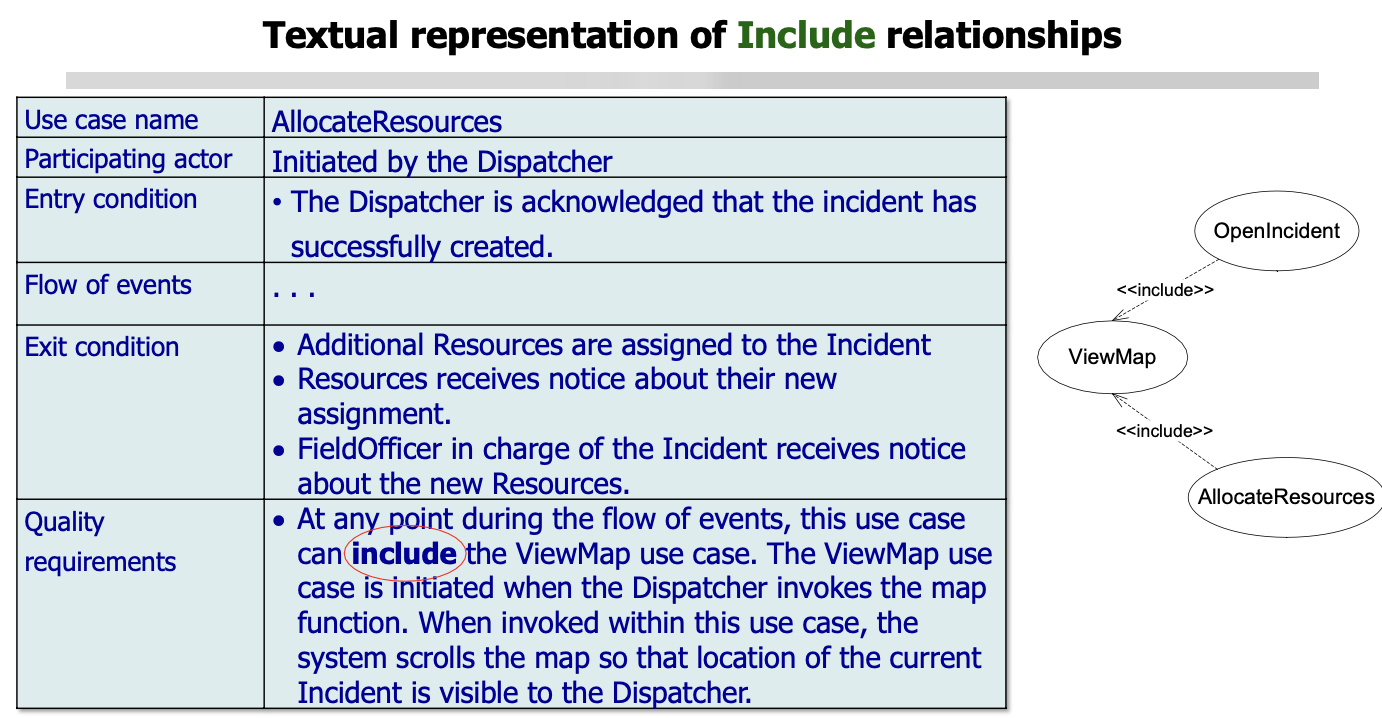 Textual representation of Include relationships
Use case name
AllocateResources
Participating actor
Initiated by the Dispatcher
Entry condition
• The Dispatcher is acknowledged that the incident has
successfully created.
Flow of events
. . .
Exit condition
• Additional Resources are assigned to the Incident
• Resources receives notice about their new
assignment.
• FieldOfficer in charge of the Incident receives notice
about the new Resources.
Quality
requirements
• At any point during the flow of events, this use case
can include the ViewMap use case. The ViewMap use
case is initiated when the Dispatcher invokes the map
function. When invoked within this use case, the
system scrolls the map so that location of the current
Incident is visible to the Dispatcher.
OpenIncident
<<include>>
ViewMap
<<include>>
AllocateResources